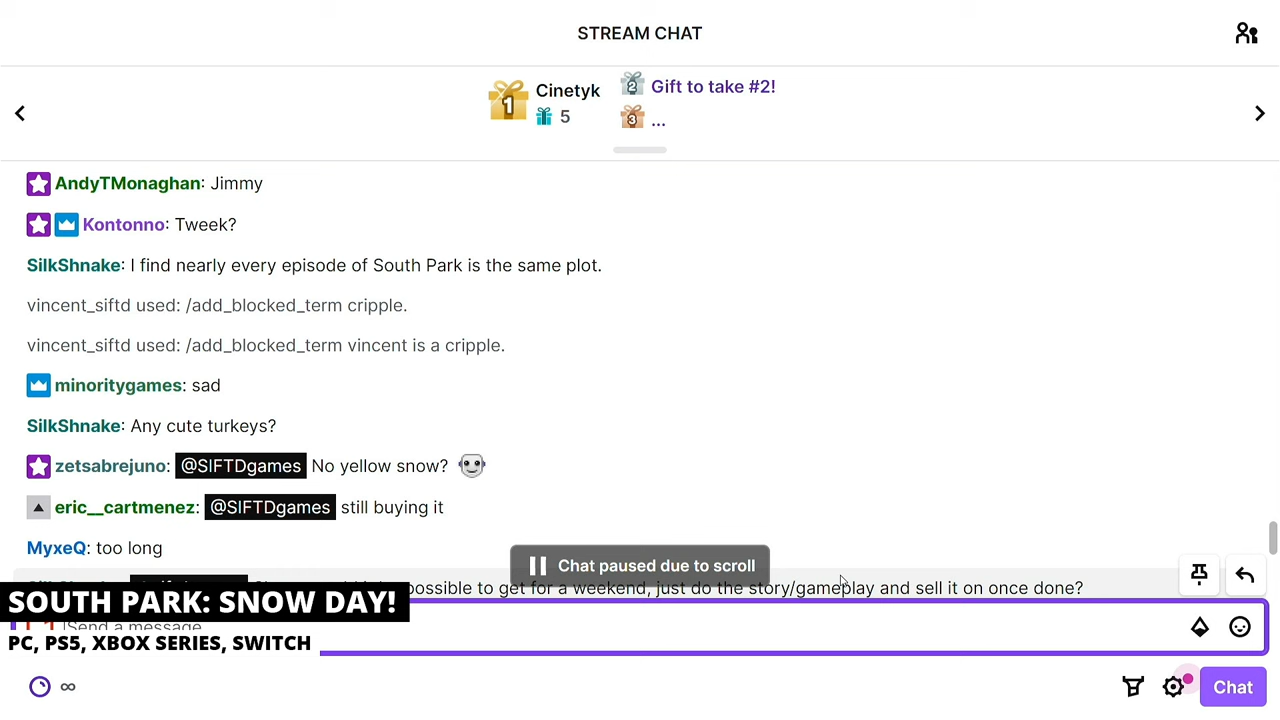 STREAM CHAT
1 Cinetyk
5
2 Gift to take #2!
3 ...
AndyTMonaghan: Jimmy
Kontonno: Tweek?
SilkShnake: I find nearly every episode of South Park is the same plot.
vincent_siftd used: /add_blocked_term cripple.
vincent_siftd used: /add_blocked_term vincent is a cripple.
minoritygames: sad
SilkShnake: Any cute turkeys?
zetsabrejuno: @SIFTDgames No yellow snow?
eric__cartmenez: @SIFTDgames still buying it
MyxeQ: too long
Chat paused due to scroll
possible to get for a weekend, just do the story/gameplay and sell it on once done?
SOUTH PARK: SNOW DAY!
Send a message
PC, PS5, XBOX SERIES, SWITCH
∞
Chat